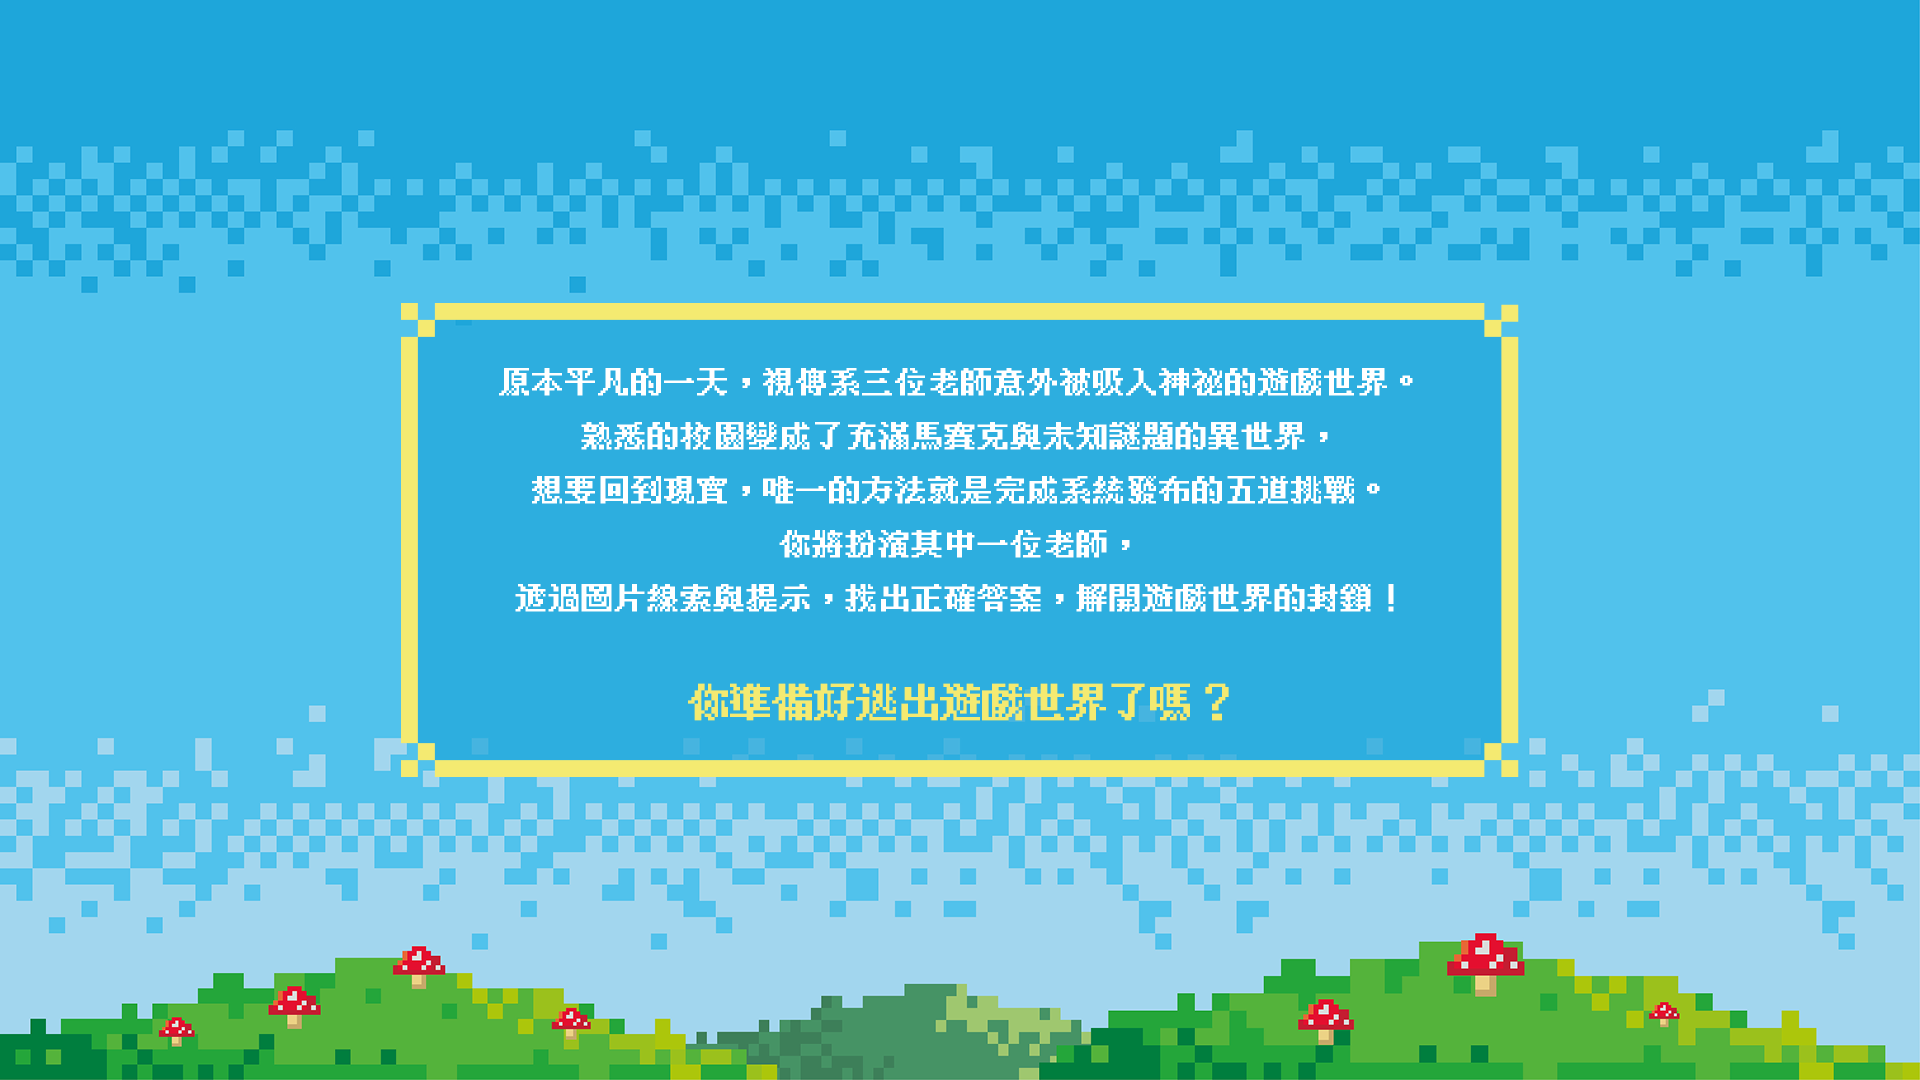 原本平凡的一天，視傳系三位老師意外被吸入神祕的遊戲世界。
熟悉的校園變成了充滿馬賽克與未知謎題的異世界，
想要回到現實，唯一的方法就是完成系統發布的五道挑戰。
你將扮演其中一位老師，
透過圖片線索與提示，找出正確答案，解開遊戲世界的封鎖！
你準備好逃出遊戲世界了嗎？